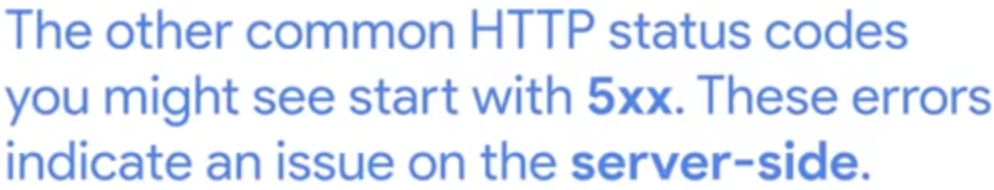 The other common HTTP status codes
you might see start with 5xx. These errors
indicate an issue on the server-side.